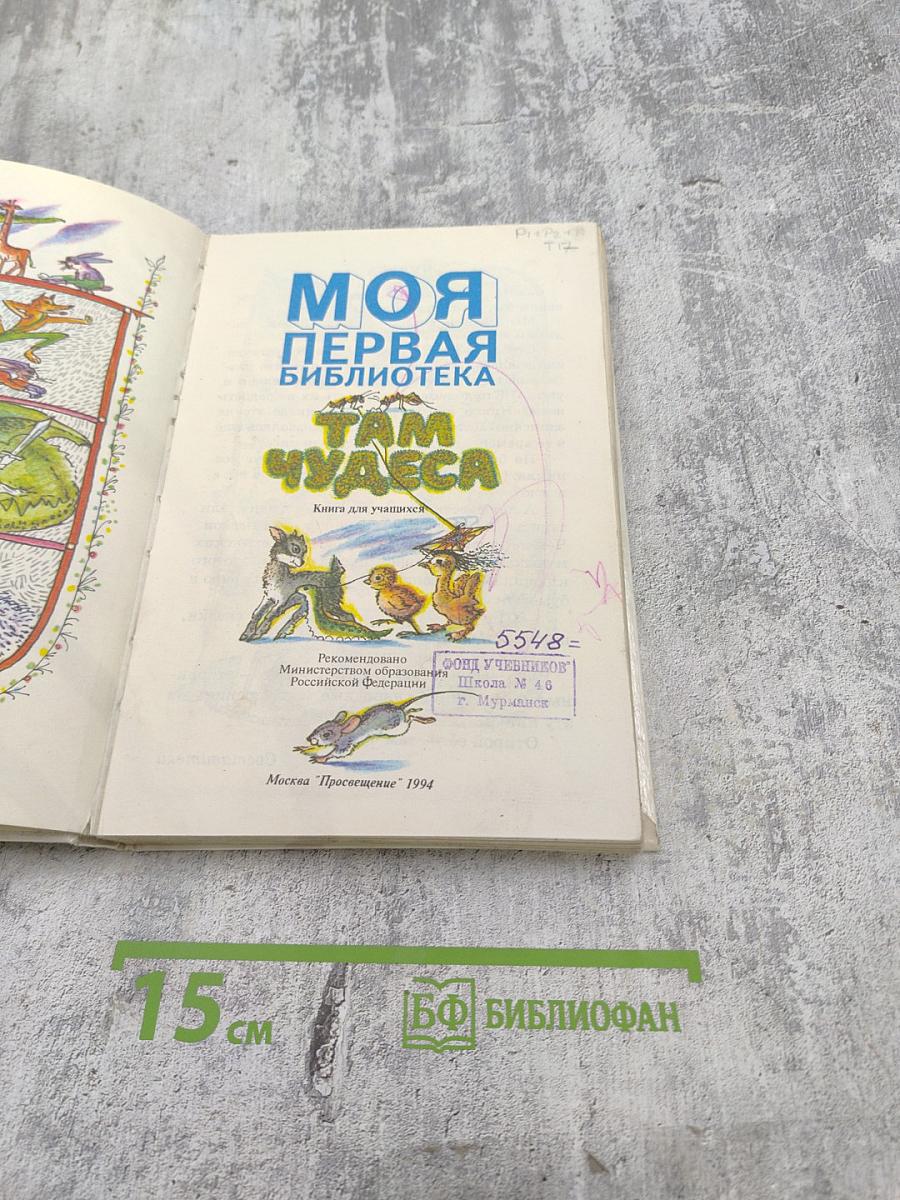 Т17
МОЯ
ПЕРВАЯ
БИБЛИОТЕКА
ТАМ
ЧУДЕСА
Книга для учащихся
5548=
Рекомендовано
Министерством образования
Российской Федерации
ФОНД УЧЕБНИКОВ"
Школа № 46
г. Мурманск
Москва "Просвещение" 1994
15 см
БФ БИБЛИОФАН